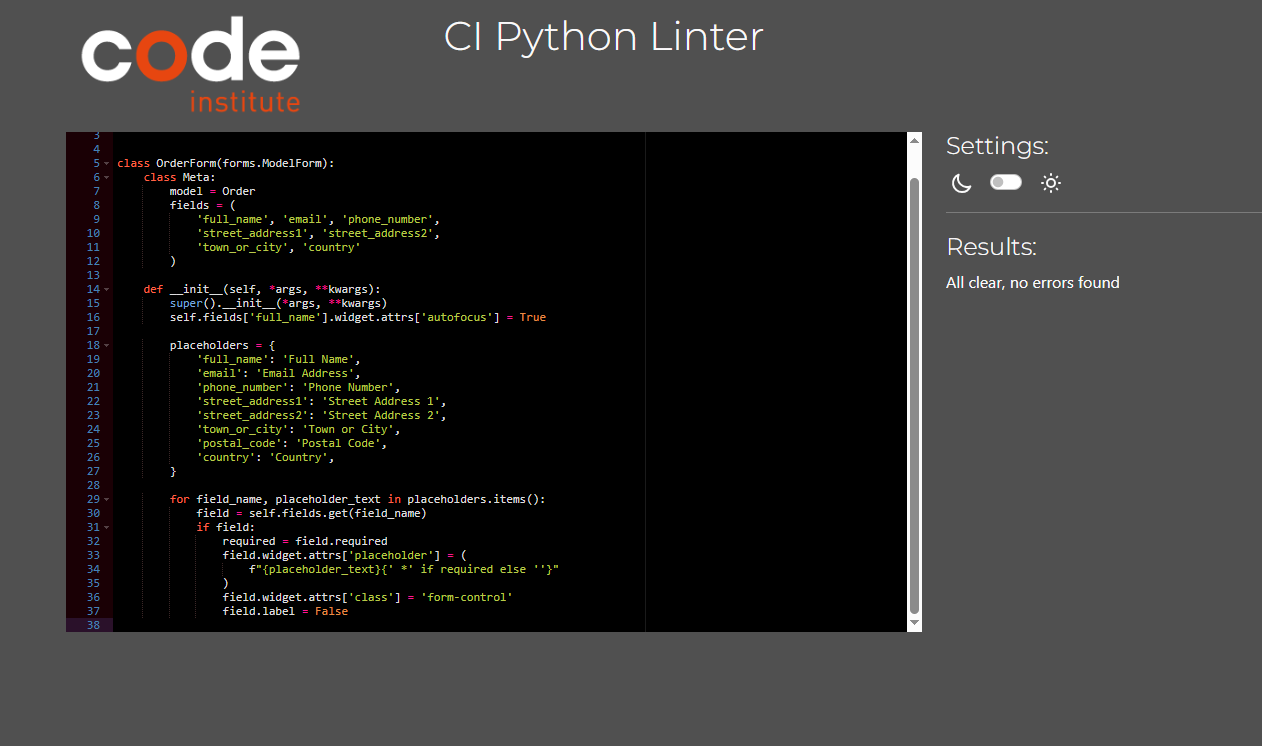 code
institute
CI Python Linter
3
4
5 class OrderForm(forms.ModelForm):
6     class Meta:
7         model = Order
8         fields = (
9             'full_name', 'email', 'phone_number',
10             'street_address1', 'street_address2',
11             'town_or_city', 'country'
12         )
13
14     def __init__(self, *args, **kwargs):
15         super().__init__(*args, **kwargs)
16         self.fields['full_name'].widget.attrs['autofocus'] = True
17
18         placeholders = {
19             'full_name': 'Full Name',
20             'email': 'Email Address',
21             'phone_number': 'Phone Number',
22             'street_address1': 'Street Address 1',
23             'street_address2': 'Street Address 2',
24             'town_or_city': 'Town or City',
25             'postal_code': 'Postal Code',
26             'country': 'Country',
27         }
28
29         for field_name, placeholder_text in placeholders.items():
30             field = self.fields.get(field_name)
31             if field:
32                 required = field.required
33                 field.widget.attrs['placeholder'] = (
34                     f"{placeholder_text}{' *' if required else ''}"
35                 )
36                 field.widget.attrs['class'] = 'form-control'
37                 field.label = False
38
Settings:
Results:
All clear, no errors found